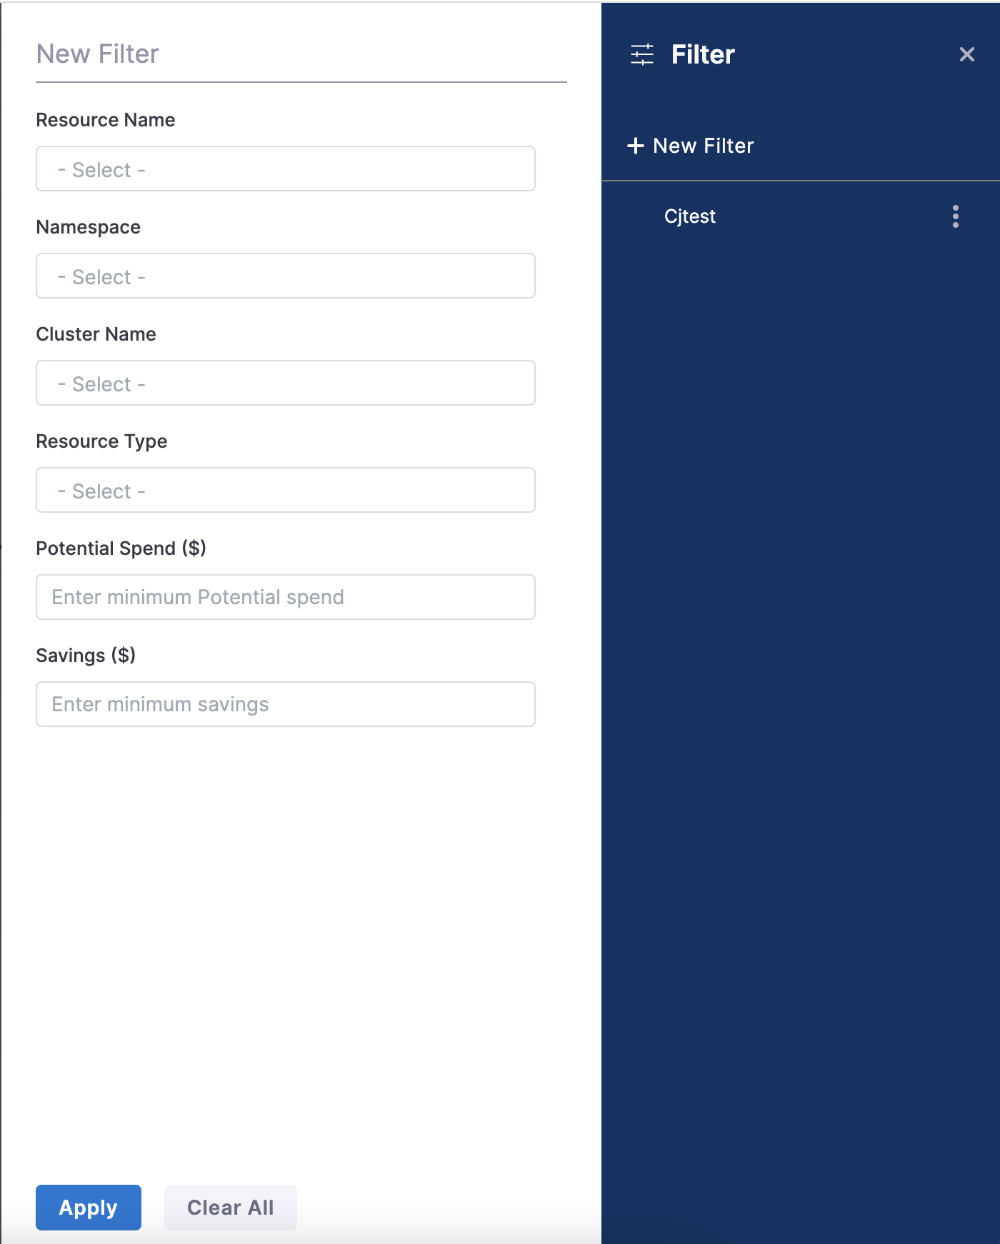 New Filter
Resource Name
- Select -
Namespace
- Select -
Cluster Name
- Select -
Resource Type
- Select -
Potential Spend ($)
Enter minimum Potential spend
Savings ($)
Enter minimum savings
Apply
Clear All
Filter
+ New Filter
Cjtest